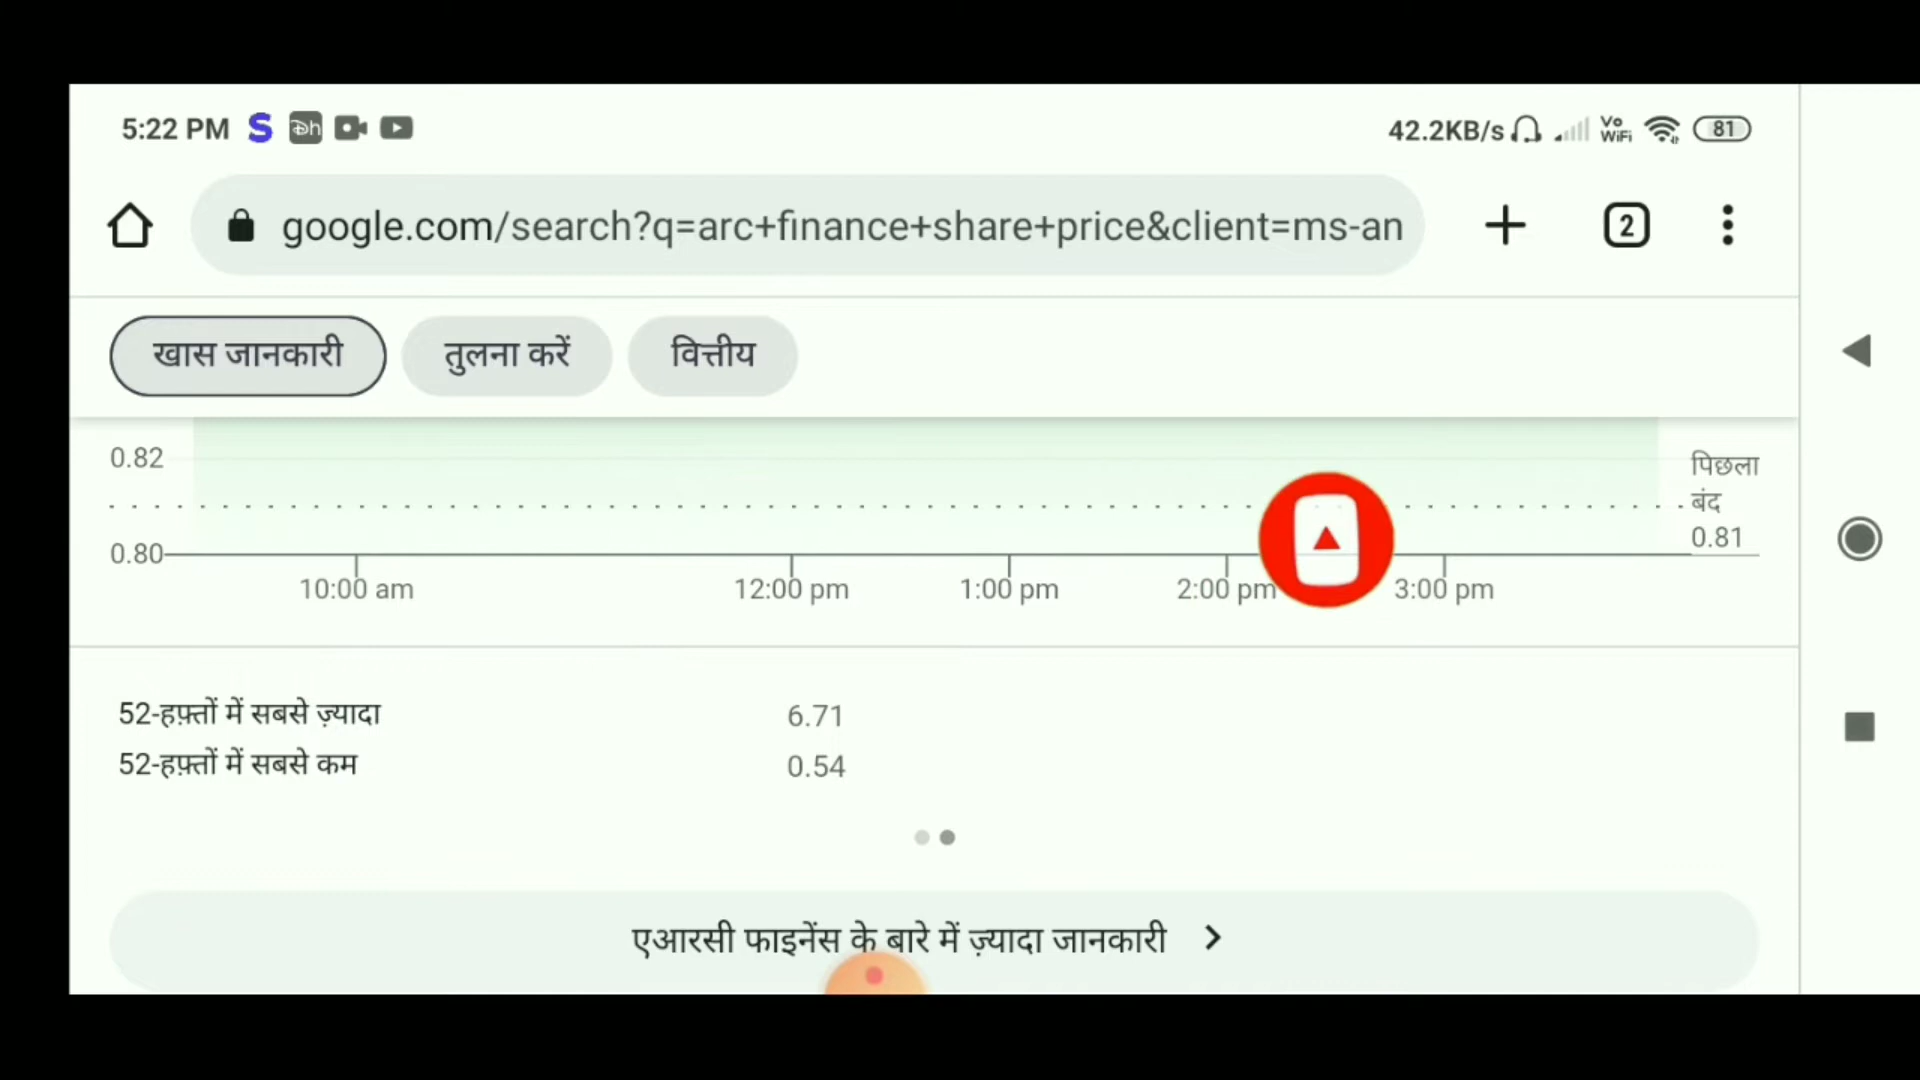 5:22 PM S Dh 42.2KB/s Vo WiFi 81
google.com/search?q=arc+finance+share+price&client=ms-an 2
खास जानकारी तुलना करें वित्तीय
0.82 पिछला
बंद
0.81
0.80
10:00 am 12:00 pm 1:00 pm 2:00 pm 3:00 pm
52-हफ़्तों में सबसे ज़्यादा 6.71
52-हफ़्तों में सबसे कम 0.54
एआरसी फाइनेंस के बारे में ज़्यादा जानकारी